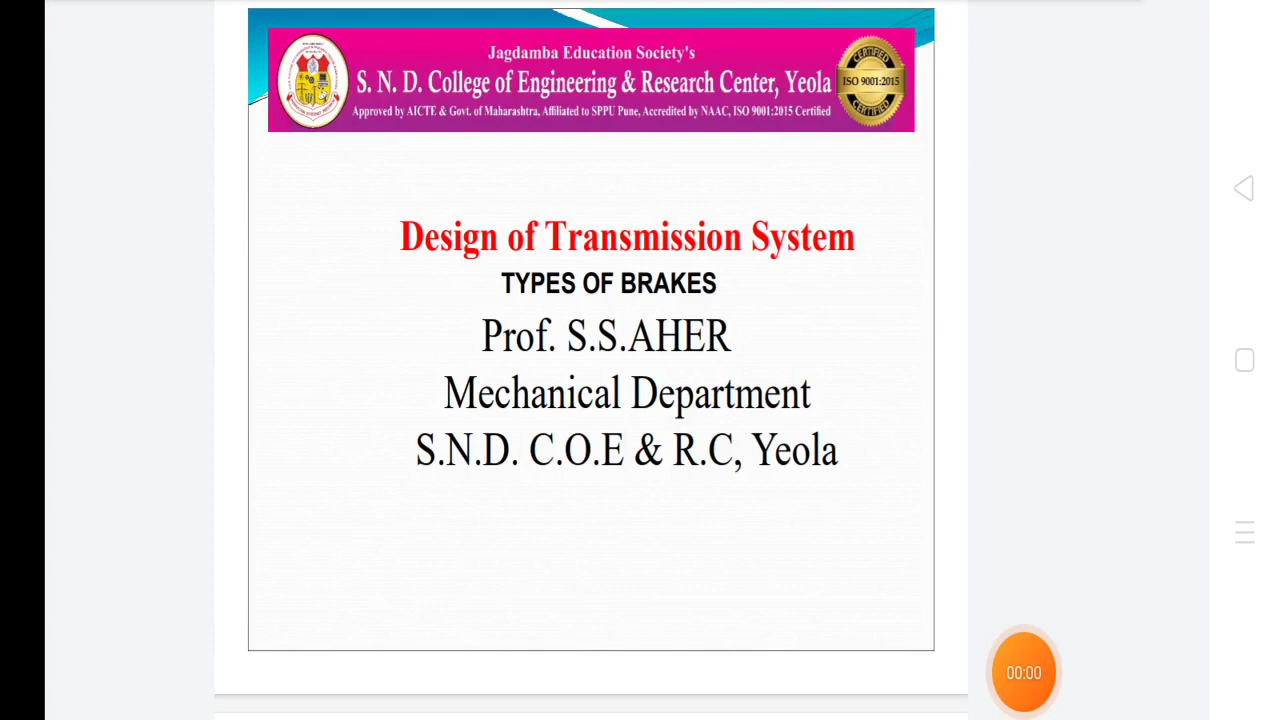 Jagdamba Education Society's
S. N. D. College of Engineering & Research Center, Yeola
Approved by AICTE & Govt. of Maharashtra, Affiliated to SPPU Pune, Accredited by NAAC, ISO 9001:2015 Certified
CERTIFIED
ISO 9001:2015
CERTIFIED
Design of Transmission System
TYPES OF BRAKES
Prof. S.S.AHER
Mechanical Department
S.N.D. C.O.E & R.C, Yeola
00:00